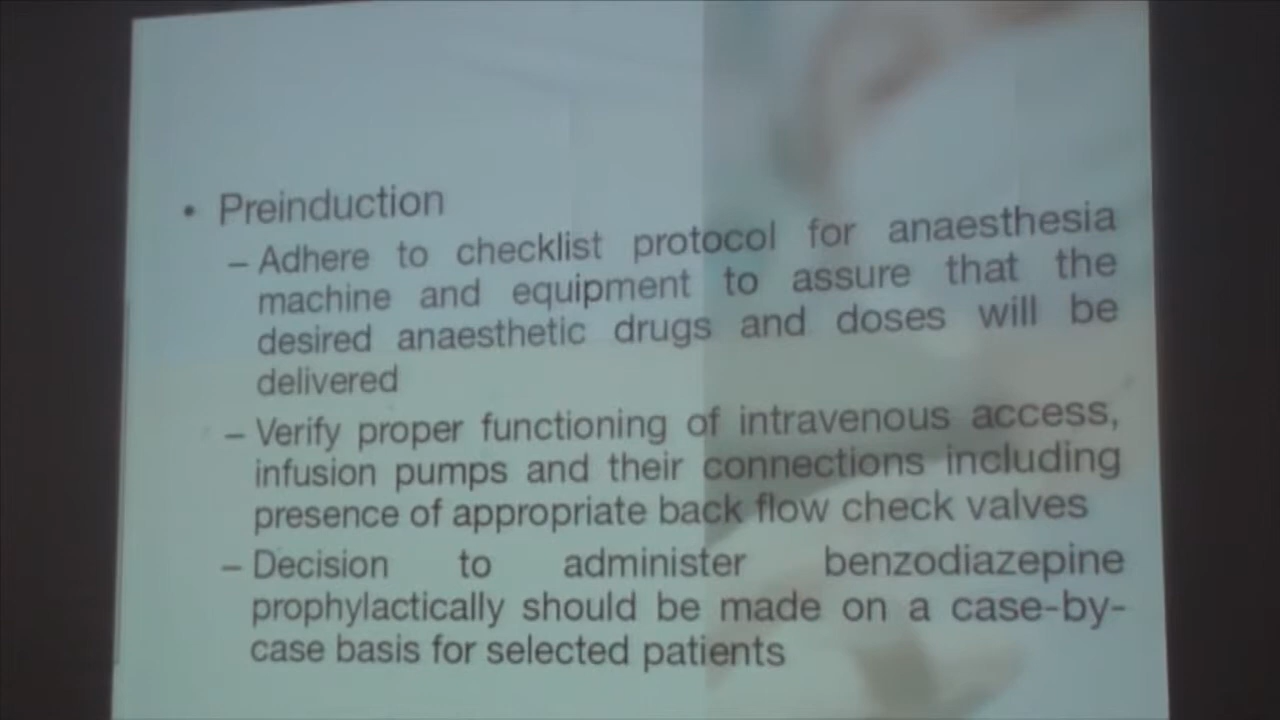 • Preinduction
– Adhere to checklist protocol for anaesthesia
machine and equipment to assure that the
desired anaesthetic drugs and doses will be
delivered
– Verify proper functioning of intravenous access,
infusion pumps and their connections including
presence of appropriate back flow check valves
– Decision to administer benzodiazepine
prophylactically should be made on a case-by-
case basis for selected patients